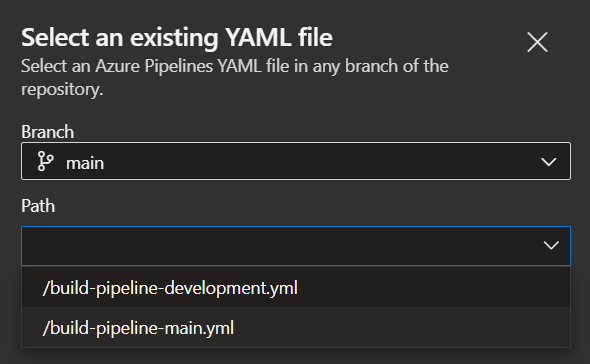 Select an existing YAML file
Select an Azure Pipelines YAML file in any branch of the
repository.
Branch
main
Path
/build-pipeline-development.yml
/build-pipeline-main.yml